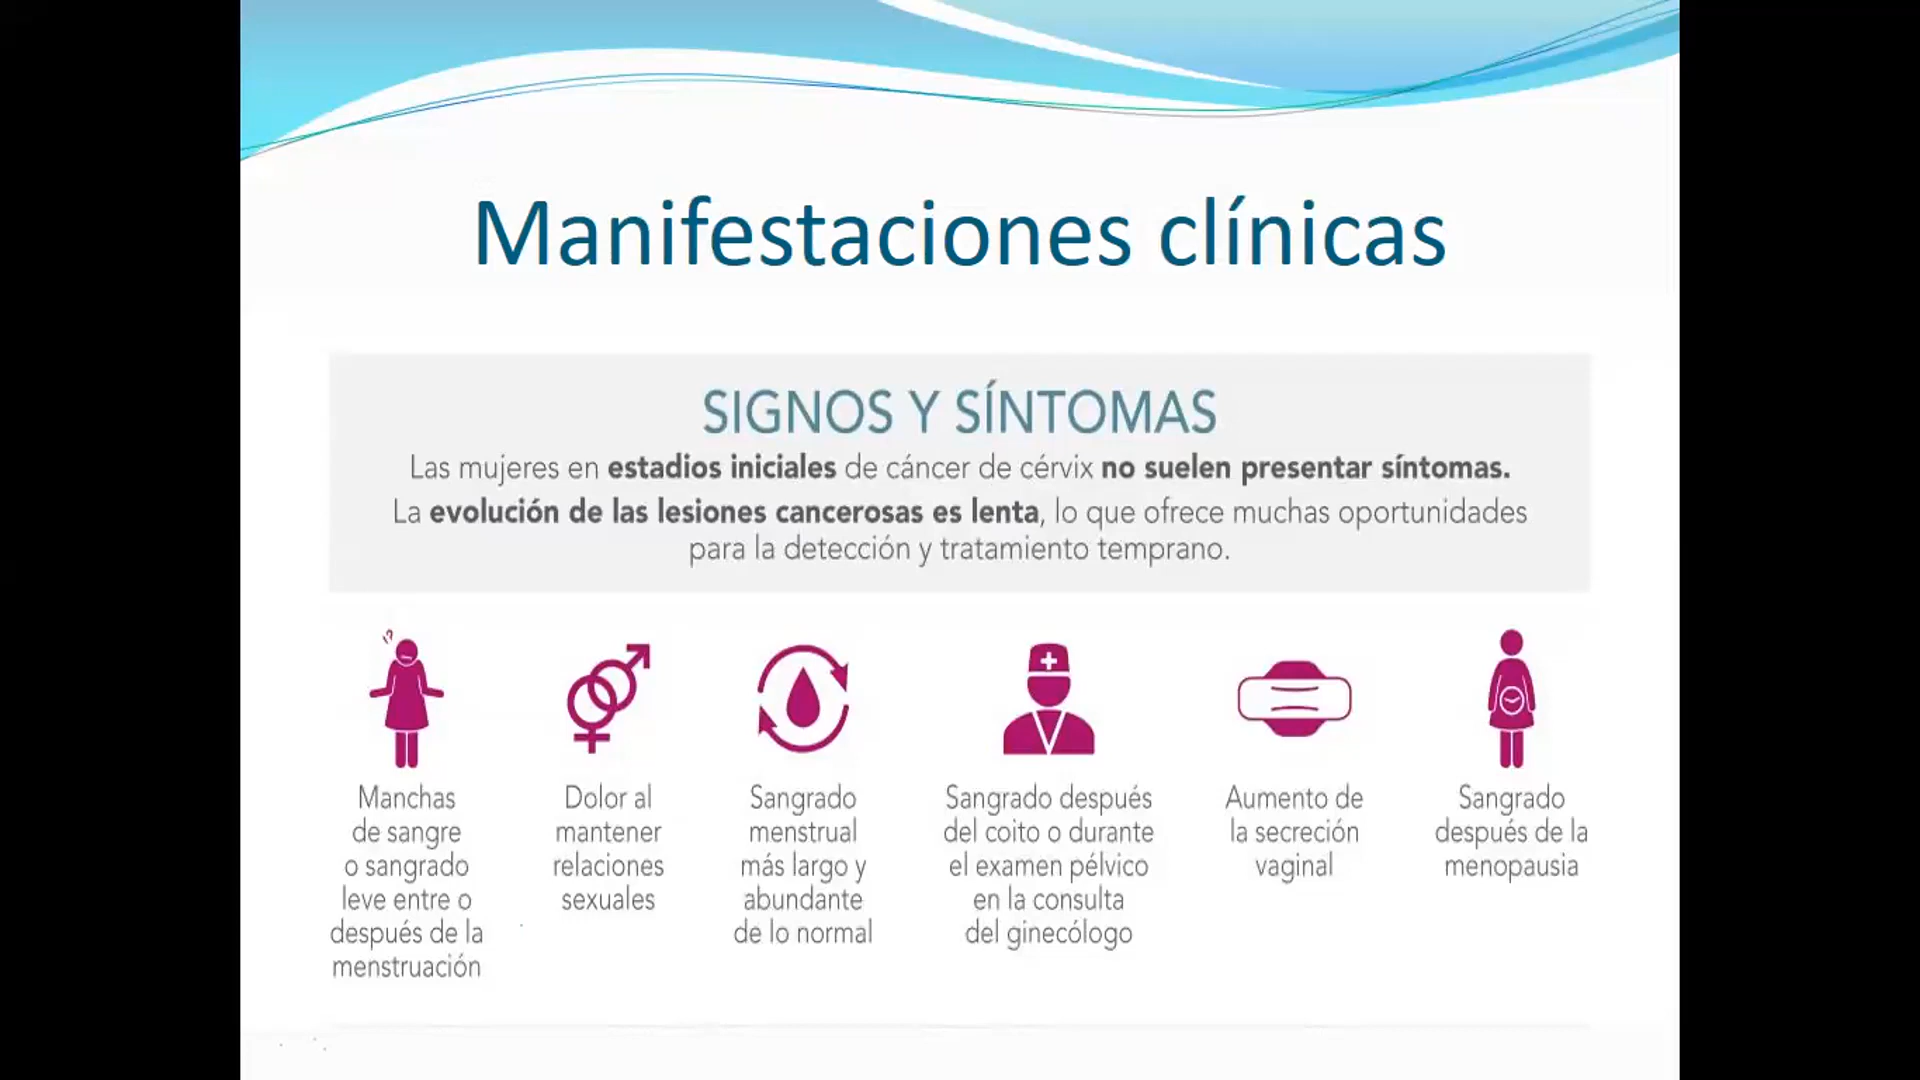 Manifestaciones clínicas
SIGNOS Y SÍNTOMAS
Las mujeres en estadios iniciales de cáncer de cérvix no suelen presentar síntomas.
La evolución de las lesiones cancerosas es lenta, lo que ofrece muchas oportunidades
para la detección y tratamiento temprano.
Manchas
de sangre
o sangrado
leve entre o
después de la
menstruación
Dolor al
mantener
relaciones
sexuales
Sangrado
menstrual
más largo y
abundante
de lo normal
Sangrado después
del coito o durante
el examen pélvico
en la consulta
del ginecólogo
Aumento de
la secreción
vaginal
Sangrado
después de la
menopausia